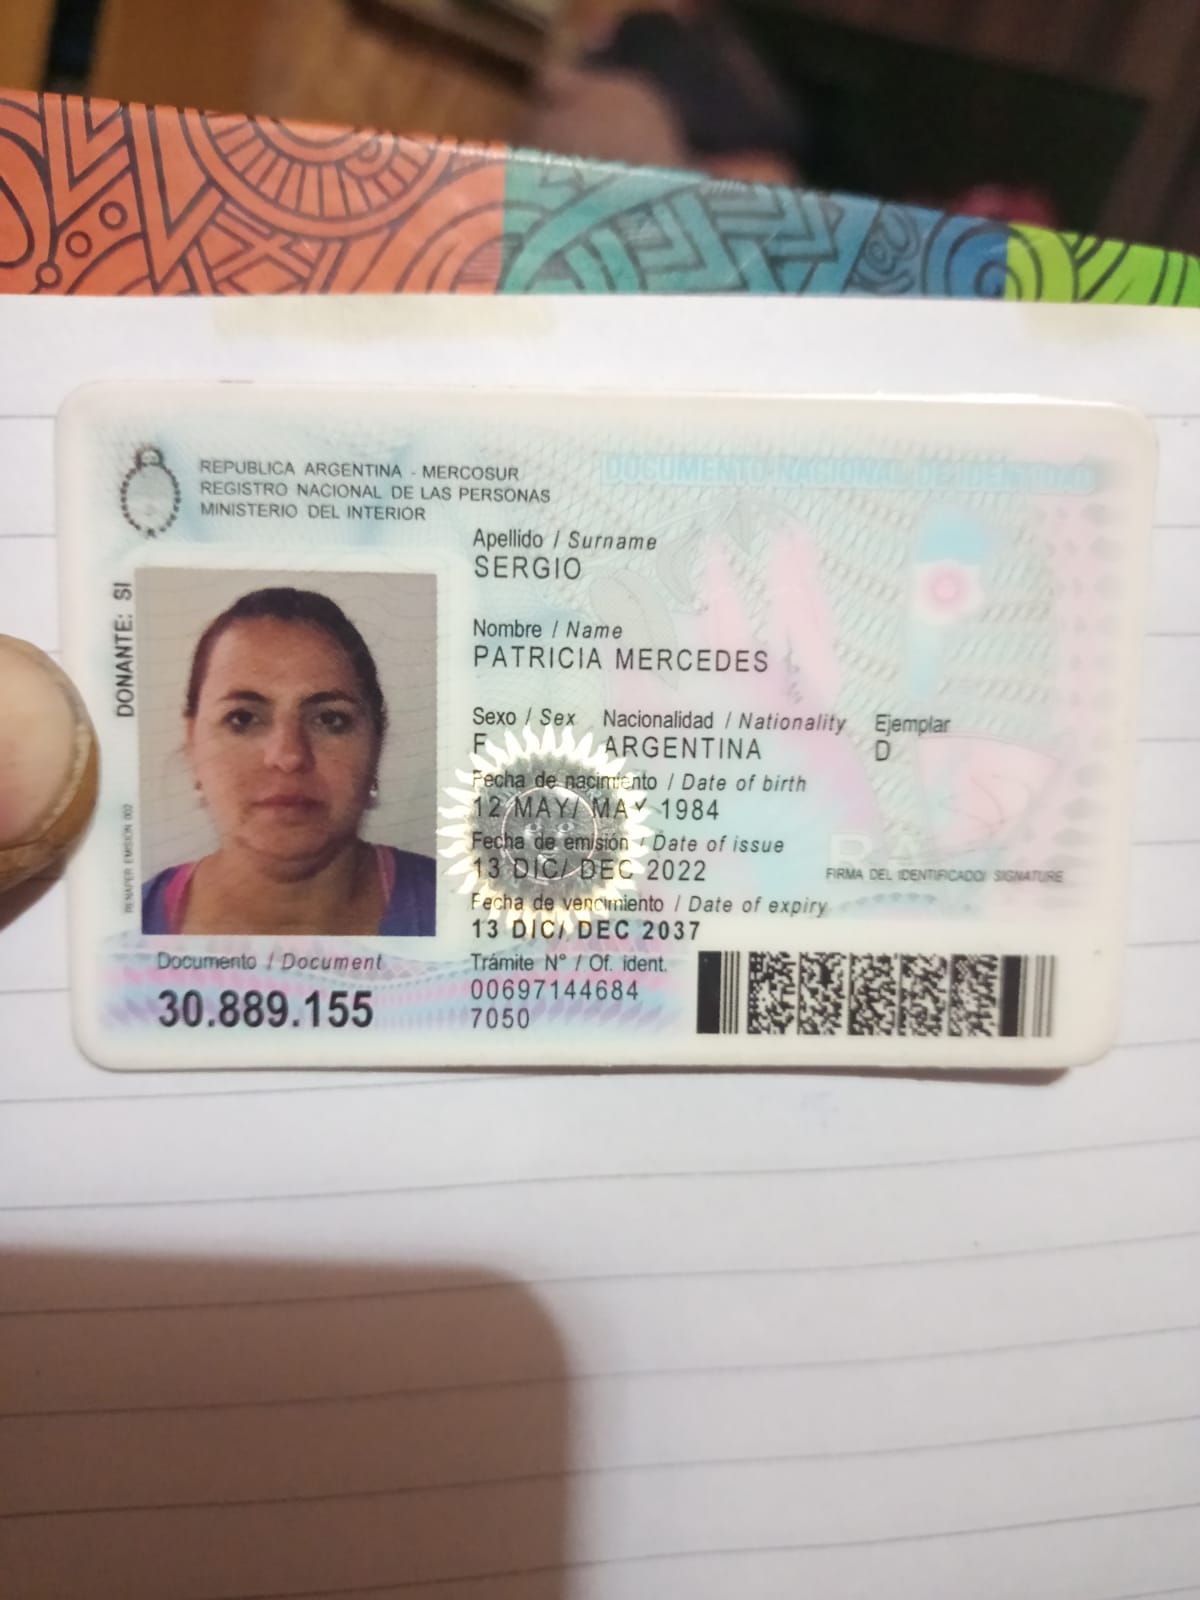 DOCUMENTO NACIONAL DE IDENTIDAD
REPUBLICA ARGENTINA - MERCOSUR
REGISTRO NACIONAL DE LAS PERSONAS
MINISTERIO DEL INTERIOR
Apellido / Surname
SERGIO
Nombre / Name
PATRICIA MERCEDES
Sexo / Sex Nacionalidad / Nationality Ejemplar
F ARGENTINA D
Fecha de nacimiento / Date of birth
12 MAY/ MAY 1984
Fecha de emisión / Date of issue
13 DIC/ DEC 2022
FIRMA DEL IDENTIFICADO/ SIGNATURE
Fecha de vencimiento / Date of expiry
13 DIC/ DEC 2037
Documento / Document
30.889.155
Trámite N° / Of. ident.
00697144684
7050
DONANTE: SI
RENAPER EMISION 002